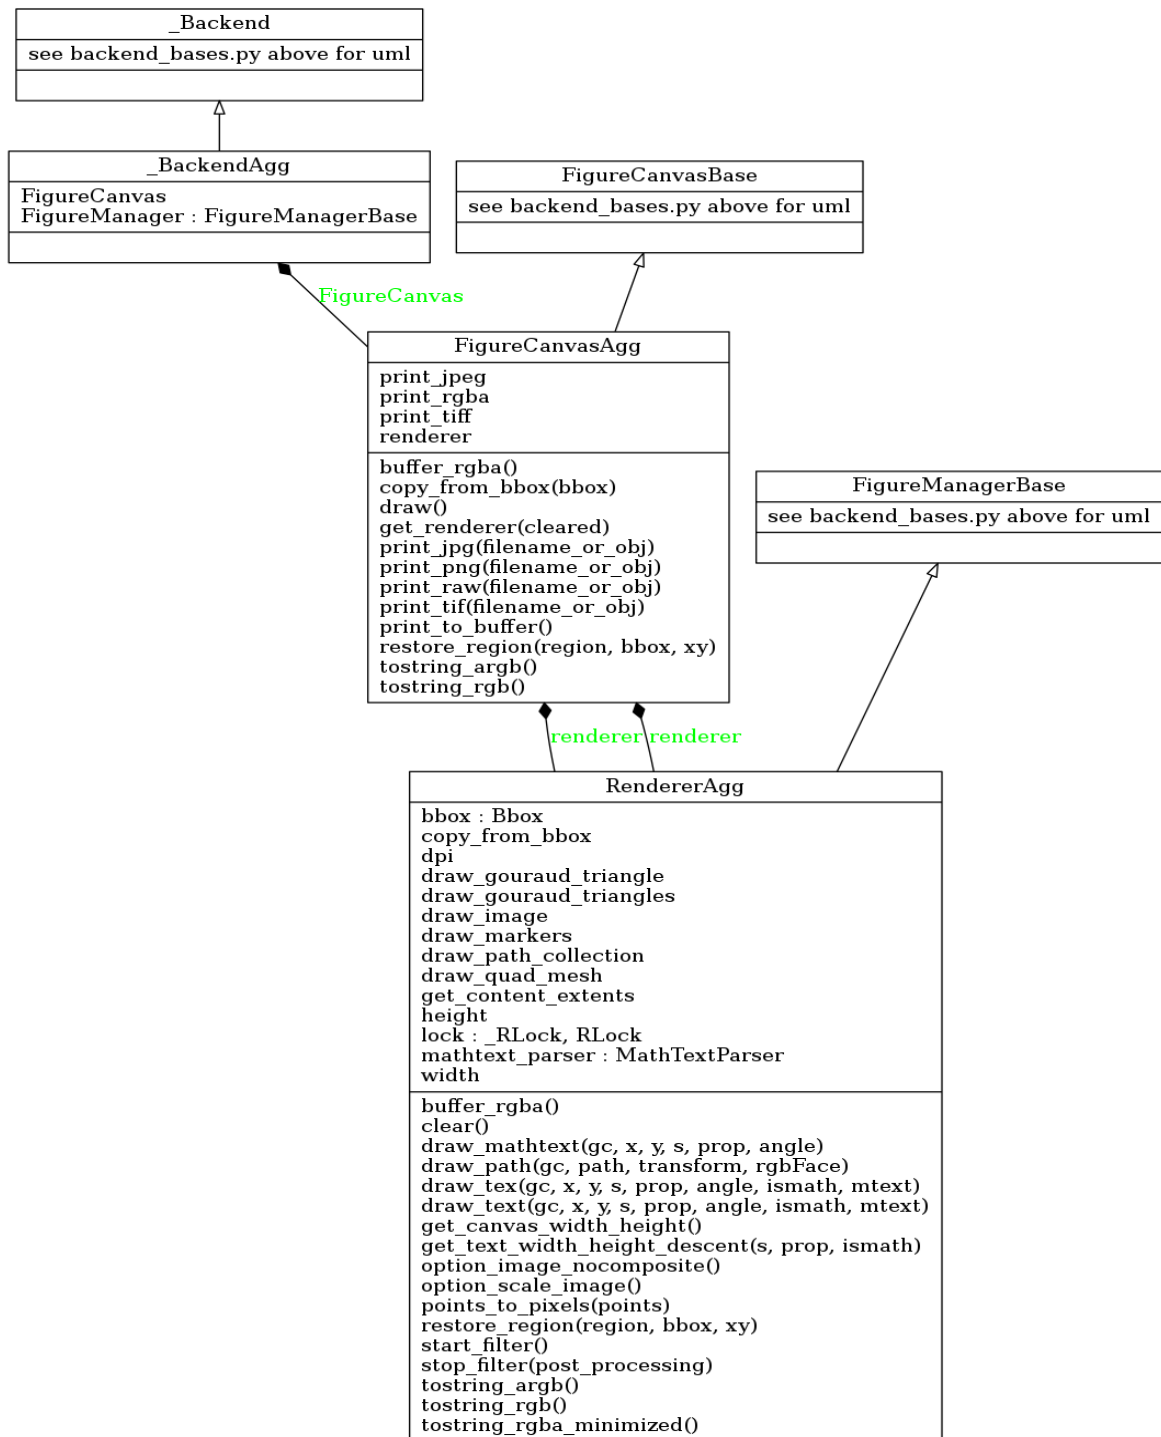 _Backend
see backend_bases.py above for uml
_BackendAgg
FigureCanvas
FigureManager : FigureManagerBase
FigureCanvasBase
see backend_bases.py above for uml
FigureCanvas
FigureCanvasAgg
print_jpeg
print_rgba
print_tiff
renderer
buffer_rgba()
copy_from_bbox(bbox)
draw()
get_renderer(cleared)
print_jpg(filename_or_obj)
print_png(filename_or_obj)
print_raw(filename_or_obj)
print_tif(filename_or_obj)
print_to_buffer()
restore_region(region, bbox, xy)
tostring_argb()
tostring_rgb()
FigureManagerBase
see backend_bases.py above for uml
renderer
renderer
RendererAgg
bbox : Bbox
copy_from_bbox
dpi
draw_gouraud_triangle
draw_gouraud_triangles
draw_image
draw_markers
draw_path_collection
draw_quad_mesh
get_content_extents
height
lock : _RLock, RLock
mathtext_parser : MathTextParser
width
buffer_rgba()
clear()
draw_mathtext(gc, x, y, s, prop, angle)
draw_path(gc, path, transform, rgbFace)
draw_tex(gc, x, y, s, prop, angle, ismath, mtext)
draw_text(gc, x, y, s, prop, angle, ismath, mtext)
get_canvas_width_height()
get_text_width_height_descent(s, prop, ismath)
option_image_nocomposite()
option_scale_image()
points_to_pixels(points)
restore_region(region, bbox, xy)
start_filter()
stop_filter(post_processing)
tostring_argb()
tostring_rgb()
tostring_rgba_minimized()